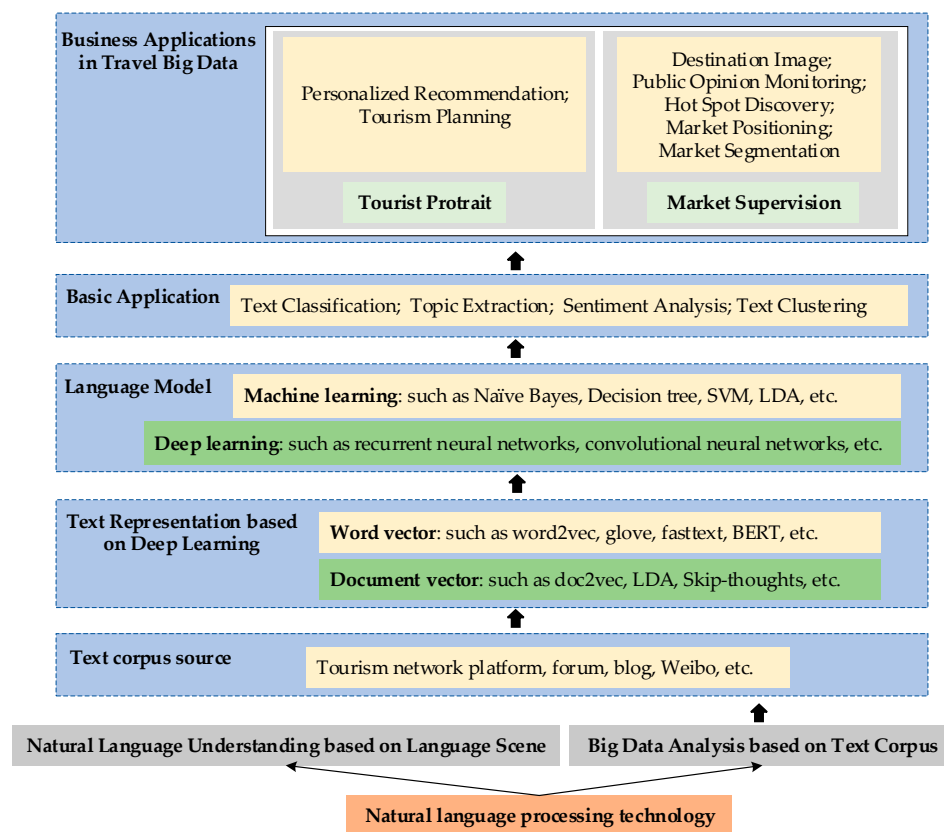 Business Applications
in Travel Big Data
Personalized Recommendation;
Tourism Planning
Tourist Protrait
Destination Image;
Public Opinion Monitoring;
Hot Spot Discovery;
Market Positioning;
Market Segmentation
Market Supervision
Basic Application
Text Classification; Topic Extraction; Sentiment Analysis; Text Clustering
Language Model
Machine learning: such as Naïve Bayes, Decision tree, SVM, LDA, etc.
Deep learning: such as recurrent neural networks, convolutional neural networks, etc.
Text Representation based
on Deep Learning
Word vector: such as word2vec, glove, fasttext, BERT, etc.
Document vector: such as doc2vec, LDA, Skip-thoughts, etc.
Text corpus source
Tourism network platform, forum, blog, Weibo, etc.
Natural Language Understanding based on Language Scene
Big Data Analysis based on Text Corpus
Natural language processing technology